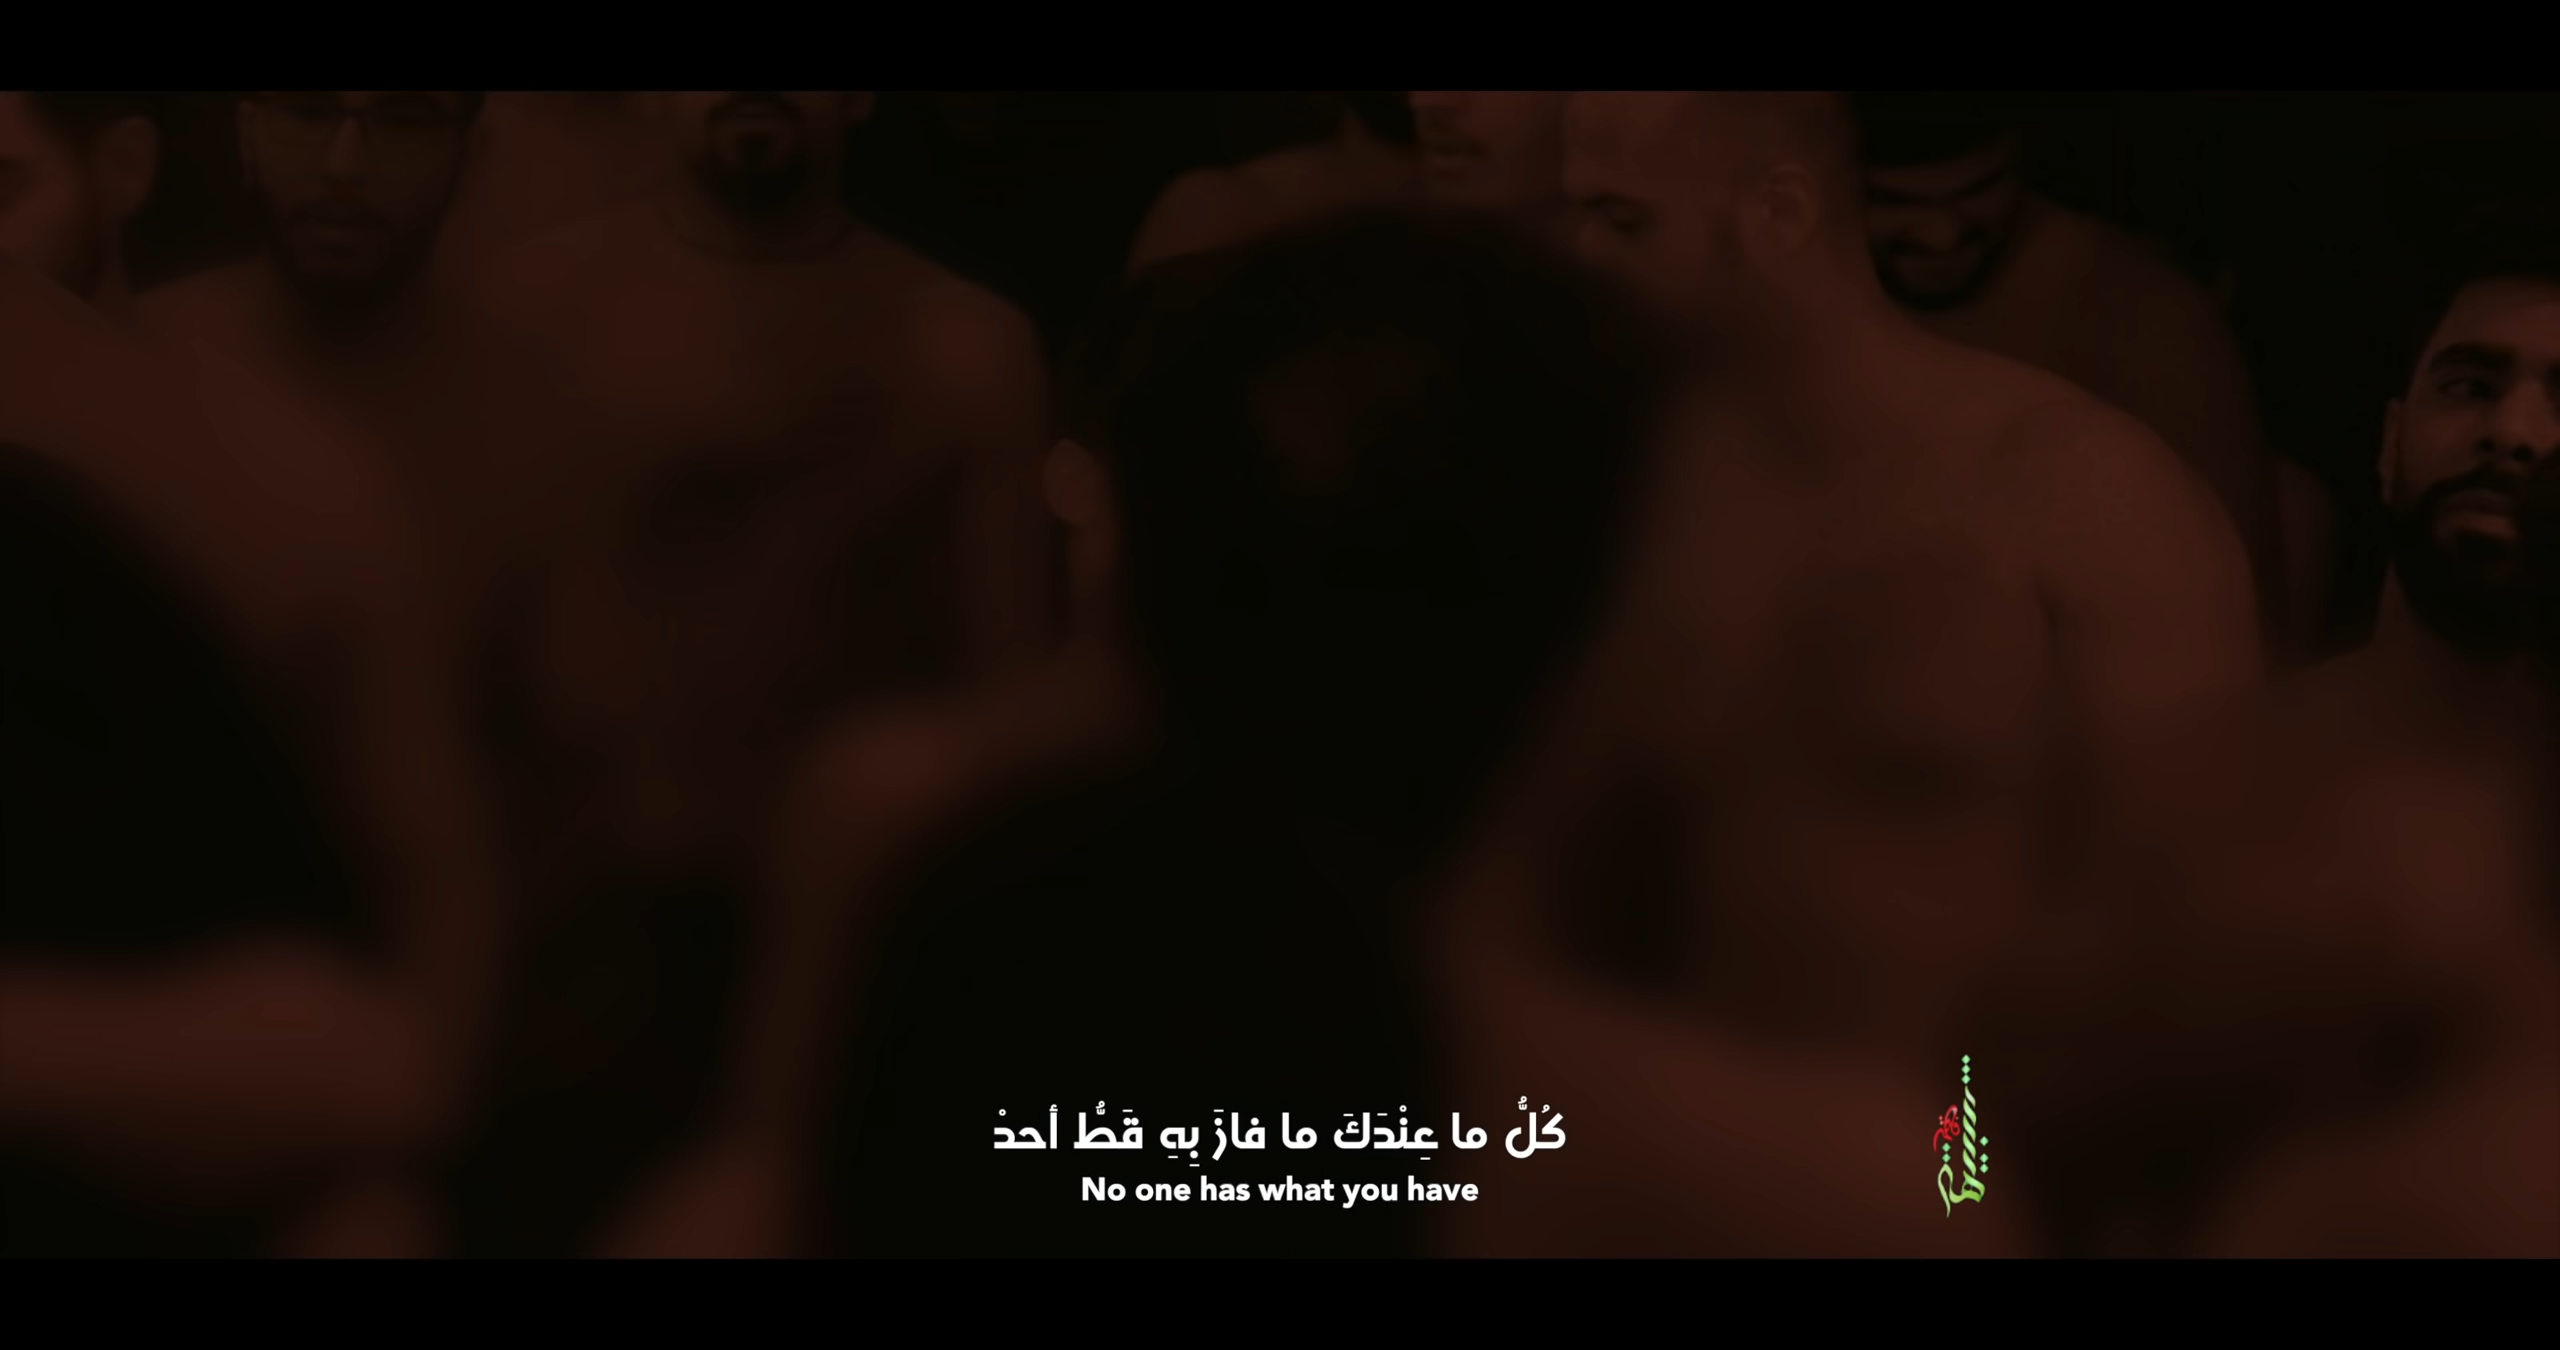 كُلُّ ما عِنْدَكَ ما فازَ بِهِ قَطُّ أحدْ
No one has what you have